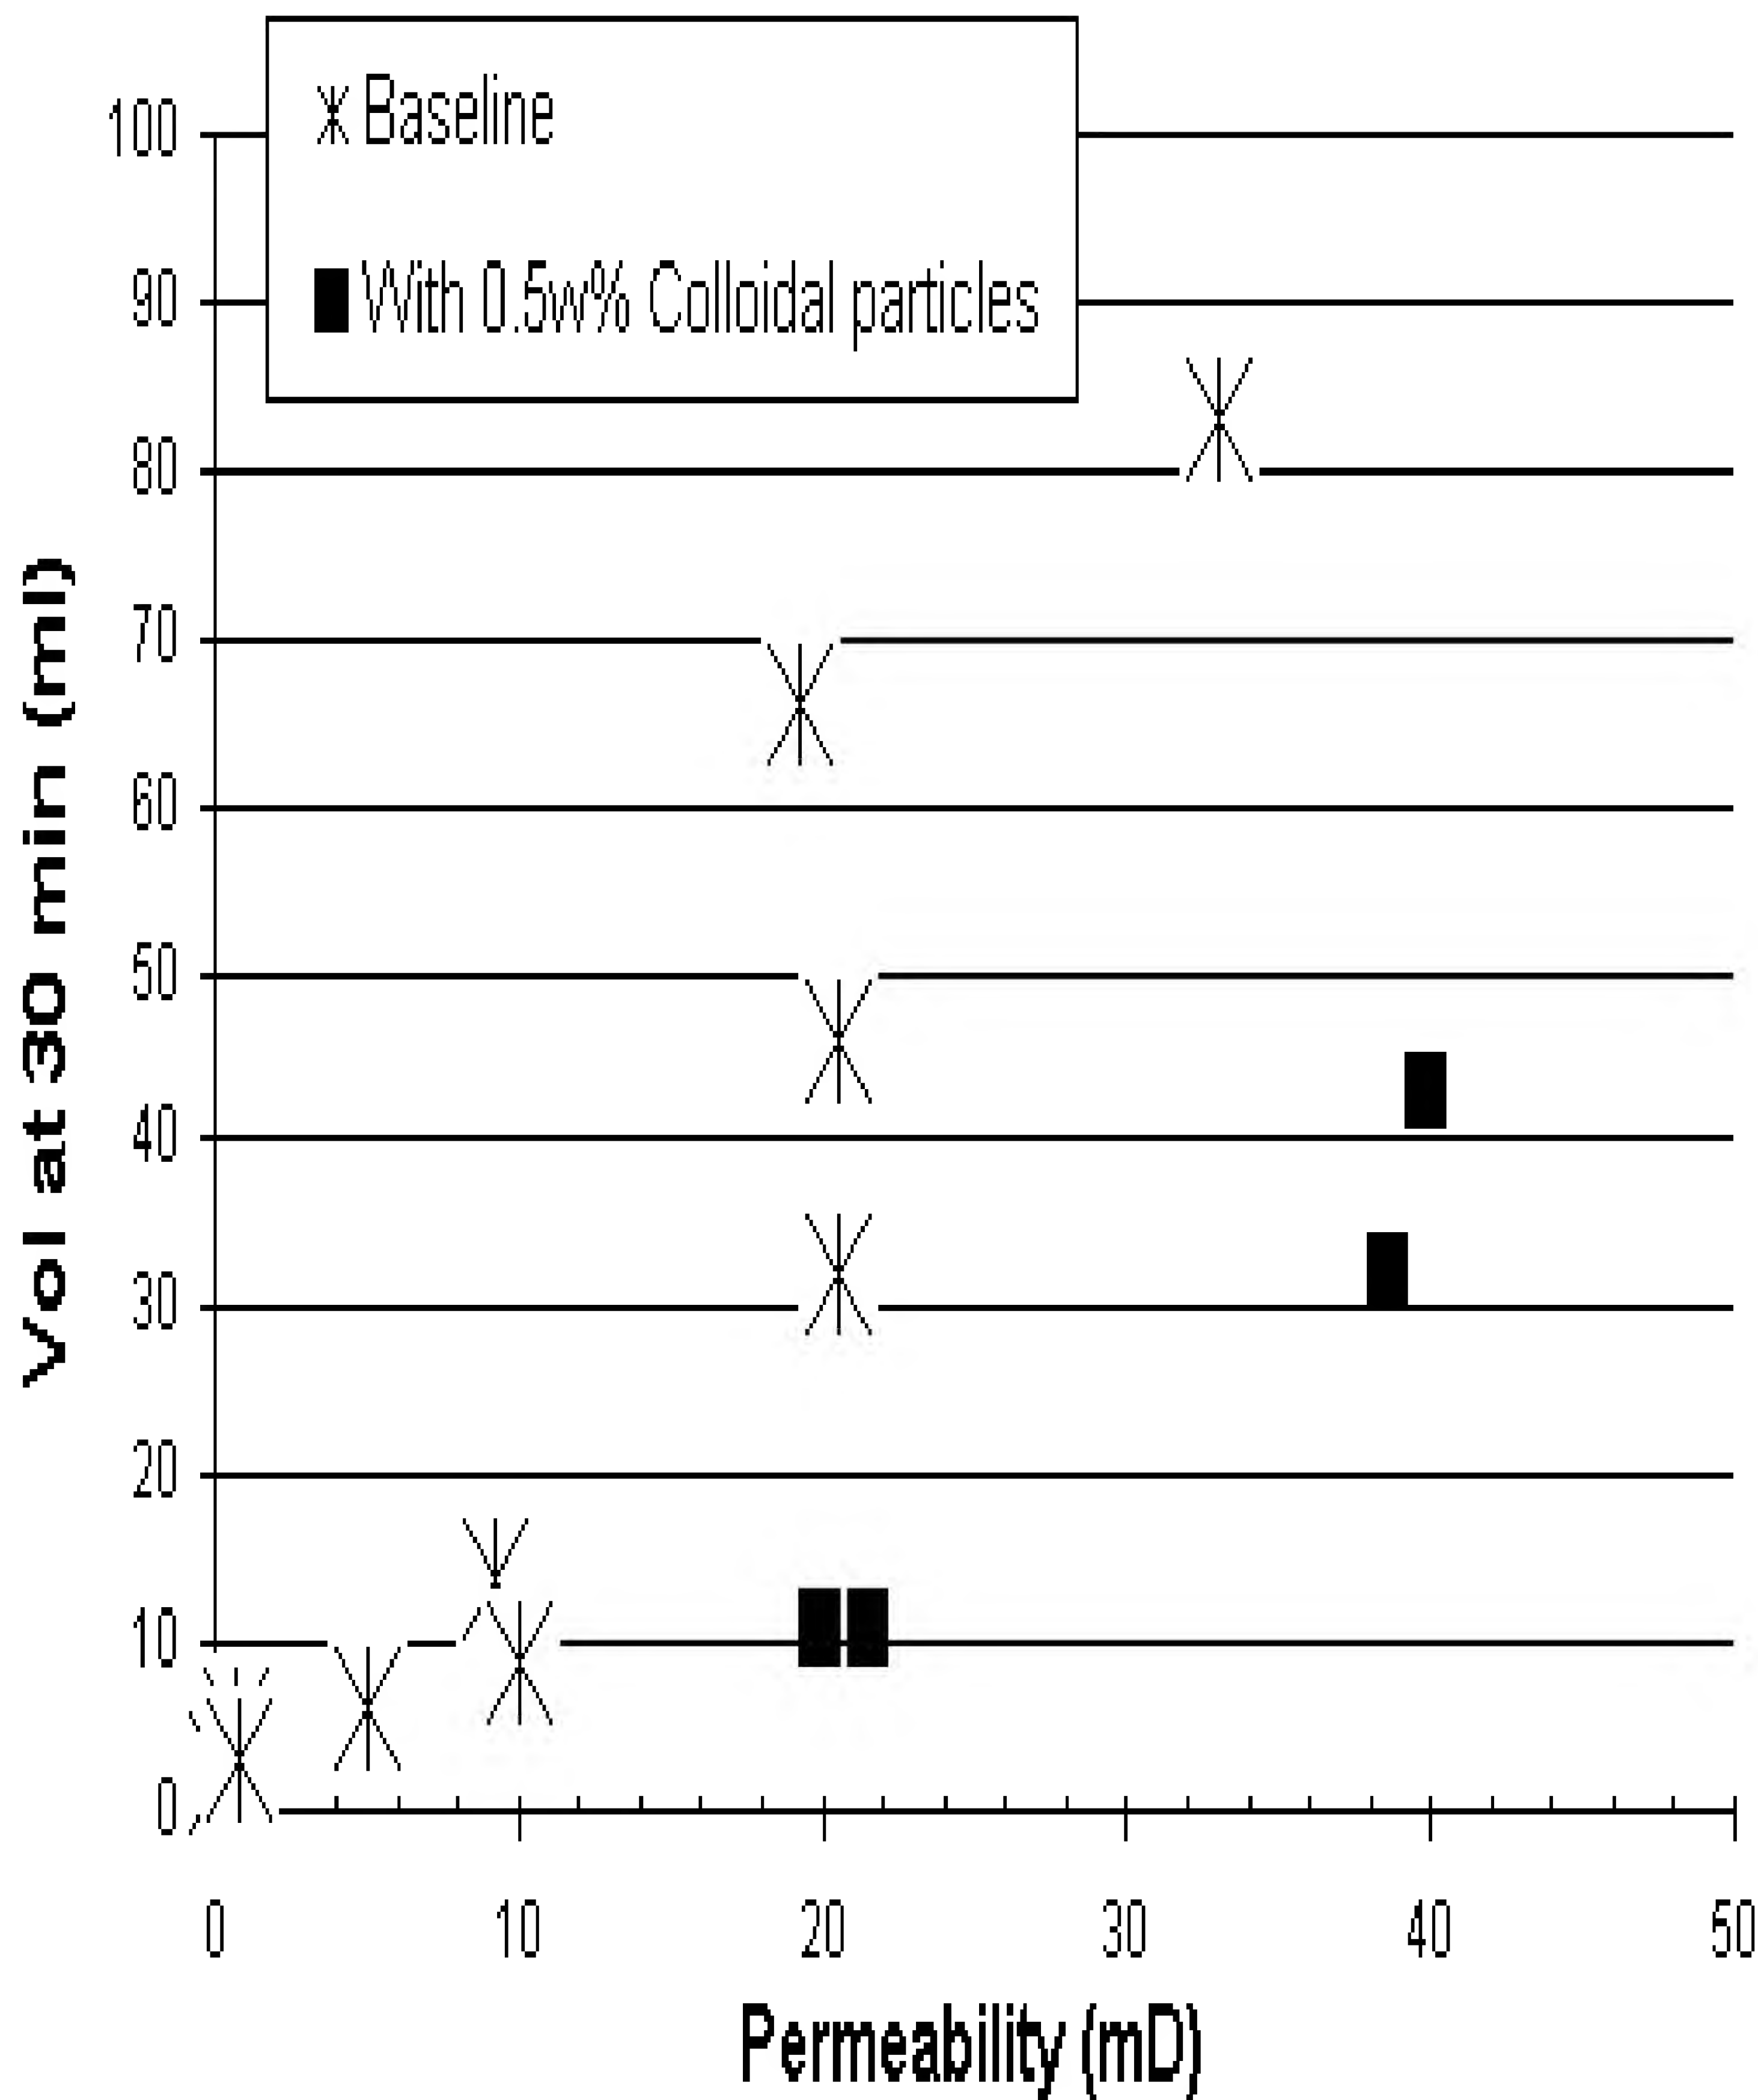 Baseline
With 0.5w% Colloidal particles
100
90
80
70
60
50
40
30
20
10
0
Vol at 30 min (ml)
0 10 20 30 40 50
Permeability (mD)